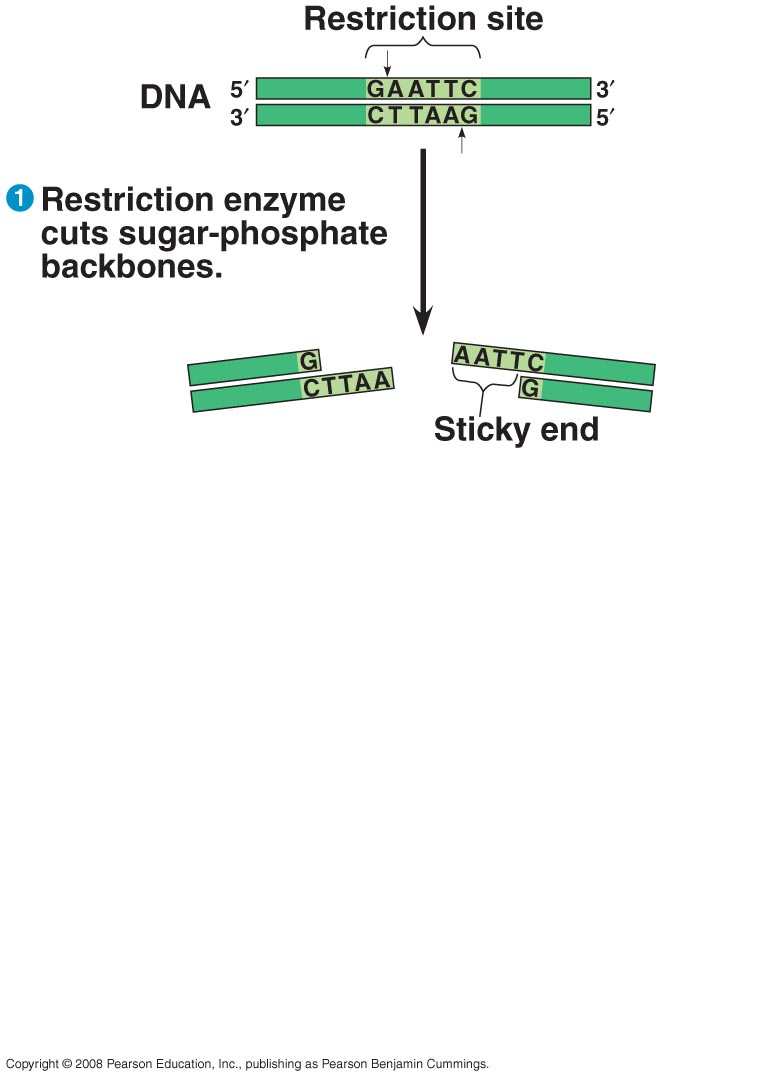 Restriction site
DNA 5′ GAATTC 3′
3′ CTTAAG 5′
1 Restriction enzyme
cuts sugar-phosphate
backbones.
G AATTC
CTTAA G
Sticky end
Copyright © 2008 Pearson Education, Inc., publishing as Pearson Benjamin Cummings.